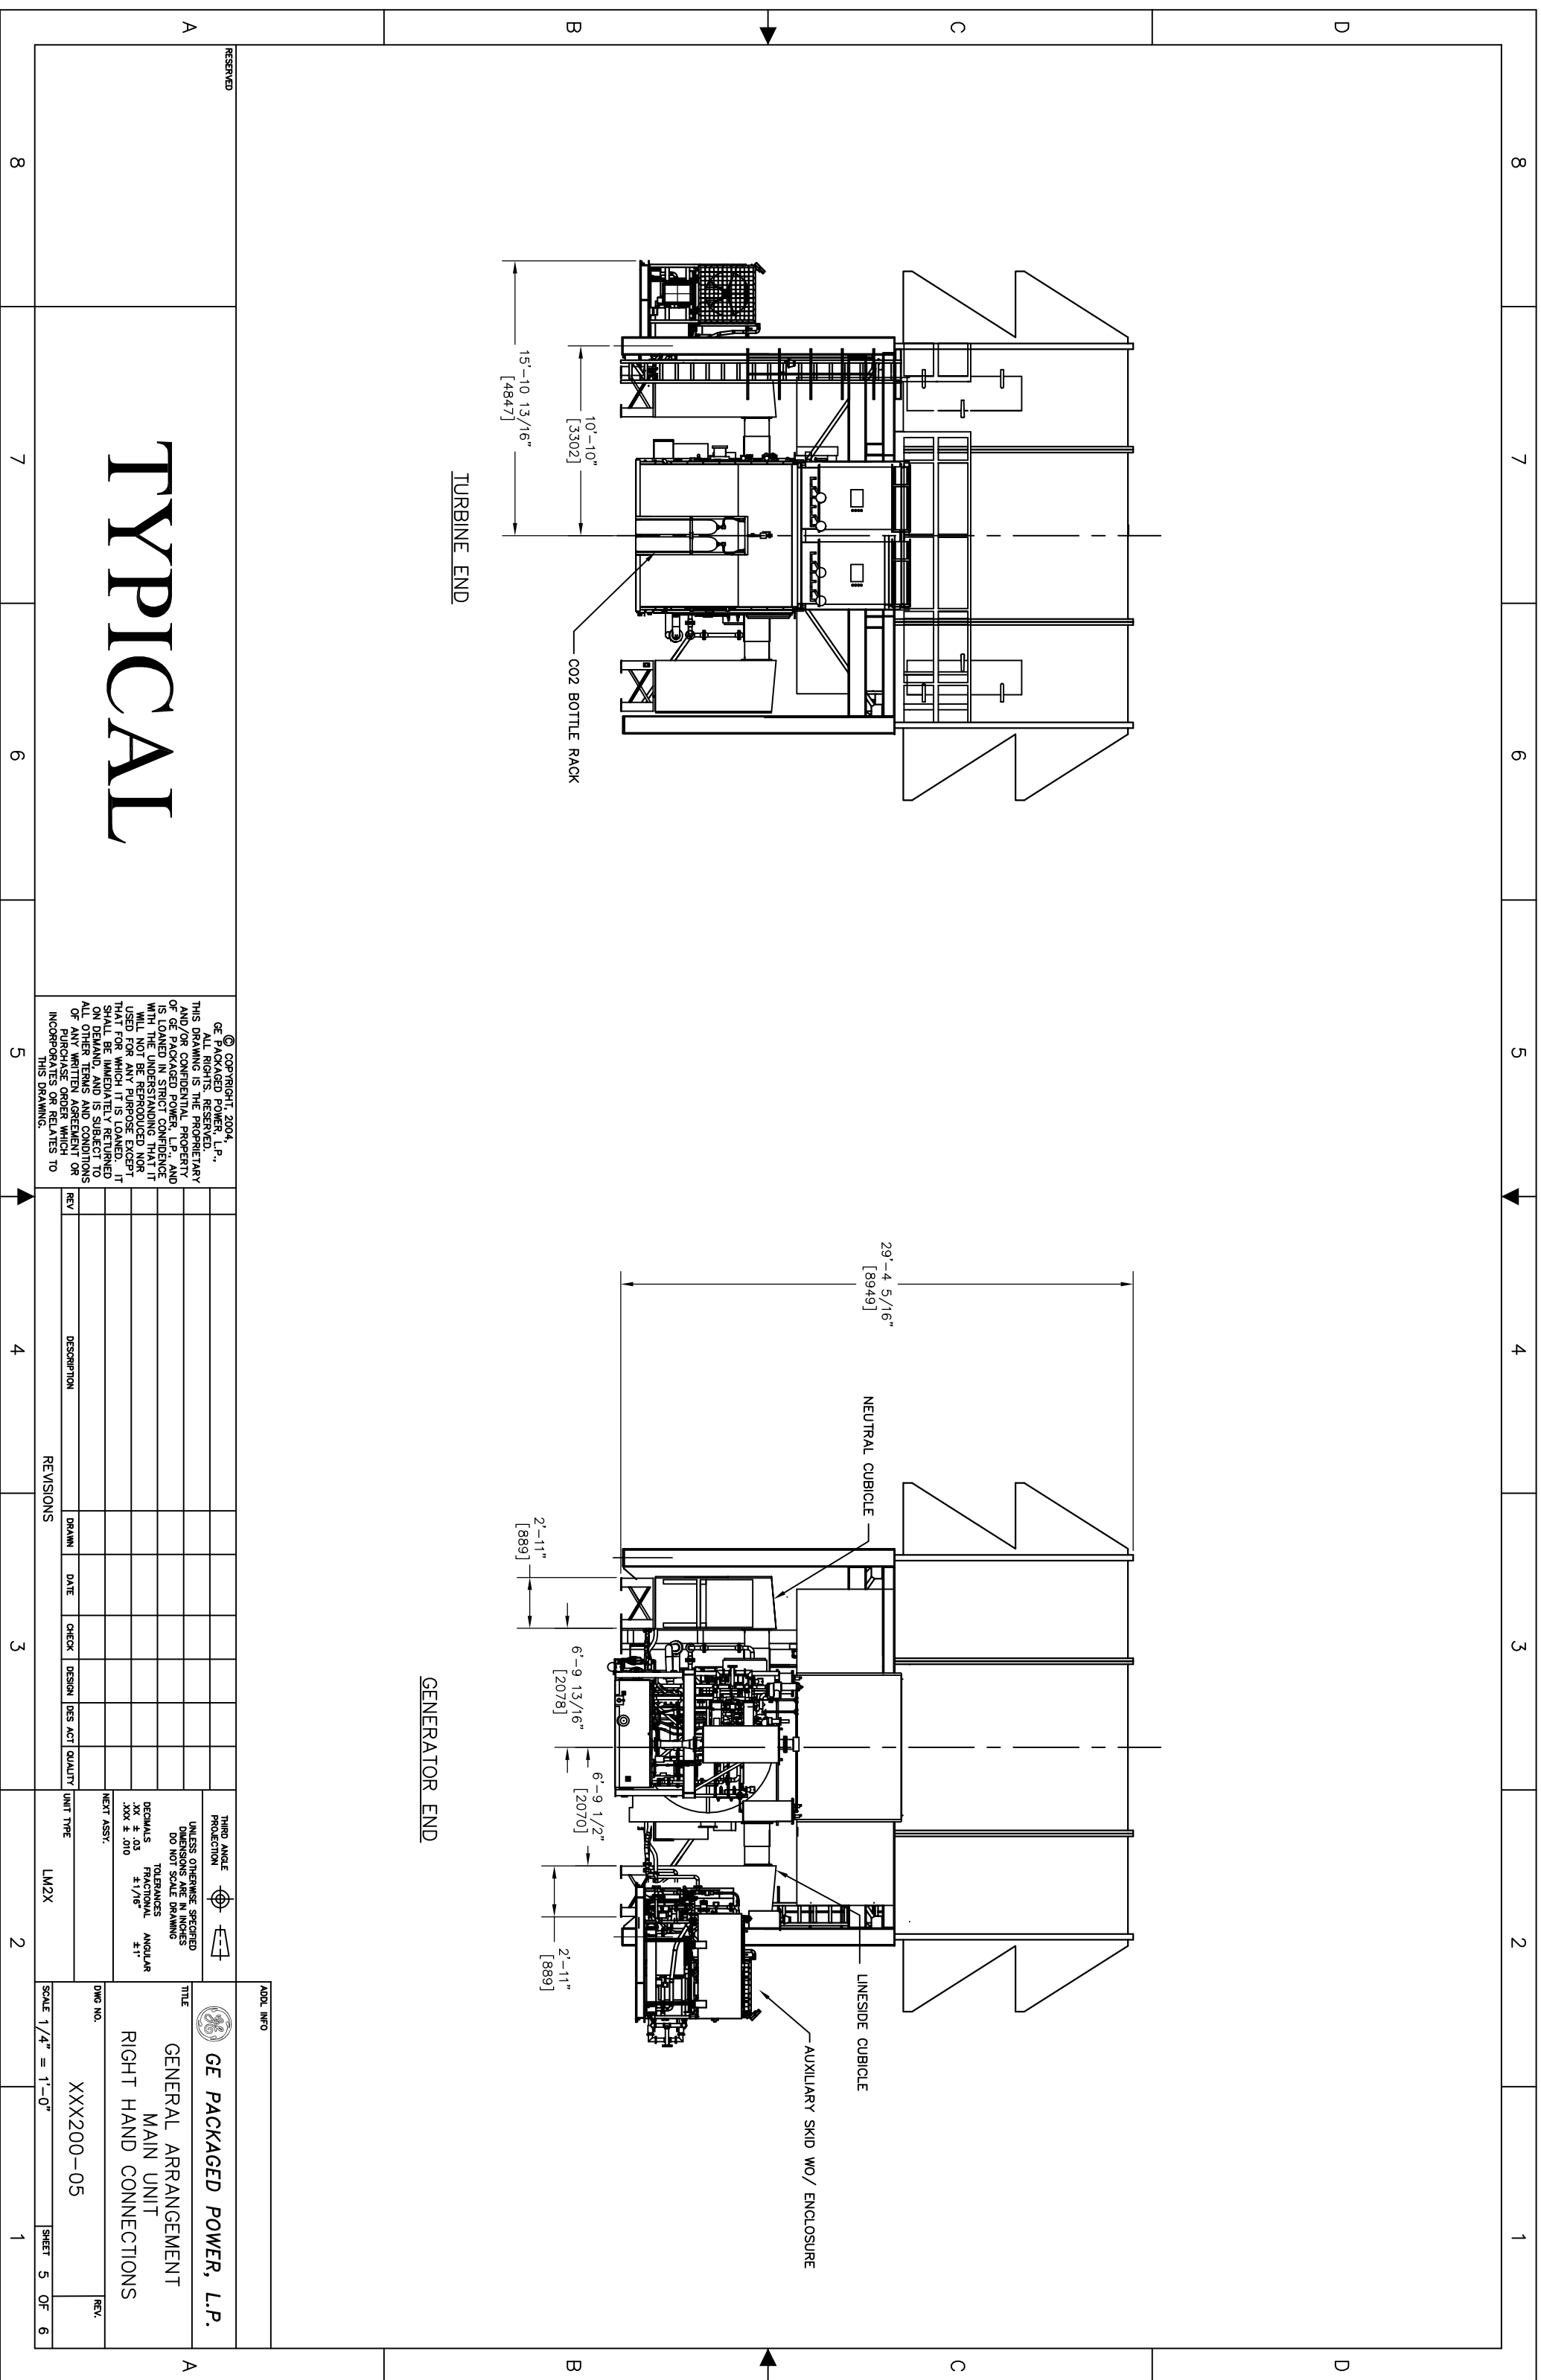 8
7
6
5
4
3
2
1
D
D
C
C
B
B
A
A
15'-10 13/16"
[4847]
10'-10"
[3302]
CO2 BOTTLE RACK
TURBINE END
29'-4 5/16"
[8949]
NEUTRAL CUBICLE
LINESIDE CUBICLE
AUXILIARY SKID WO/ ENCLOSURE
2'-11"
[889]
6'-9 13/16"
[2078]
6'-9 1/2"
[2070]
2'-11"
[889]
GENERATOR END
RESERVED
TYPICAL
© COPYRIGHT, 2004,
GE PACKAGED POWER, L.P.,
ALL RIGHTS. RESERVED.
THIS DRAWING IS THE PROPRIETARY
AND/OR CONFIDENTIAL PROPERTY
OF GE PACKAGED POWER, L.P., AND
IS LOANED IN STRICT CONFIDENCE
WITH THE UNDERSTANDING THAT IT
WILL NOT BE REPRODUCED NOR
USED FOR ANY PURPOSE EXCEPT
THAT FOR WHICH IT IS LOANED. IT
SHALL BE IMMEDIATELY RETURNED
ON DEMAND, AND IS SUBJECT TO
ALL OTHER TERMS AND CONDITIONS
OF ANY WRITTEN AGREEMENT OR
PURCHASE ORDER WHICH
INCORPORATES OR RELATES TO
THIS DRAWING.
REV DESCRIPTION DRAWN DATE CHECK DESIGN DES ACT QUALITY
REVISIONS
THIRD ANGLE
PROJECTION
UNLESS OTHERWISE SPECIFIED
DIMENSIONS ARE IN INCHES
DO NOT SCALE DRAWING
TOLERANCES
DECIMALS FRACTIONAL ANGULAR
.XX ± .03 ±1/16" ±1°
.XXX ± .010
NEXT ASSY.
UNIT TYPE
LM2X
ADDL INFO
GE PACKAGED POWER, L.P.
TITLE
GENERAL ARRANGEMENT
MAIN UNIT
RIGHT HAND CONNECTIONS
DWG NO.
XXX200-05
REV.
SCALE 1/4" = 1'-0"
SHEET 5 OF 6
8
7
6
5
4
3
2
1